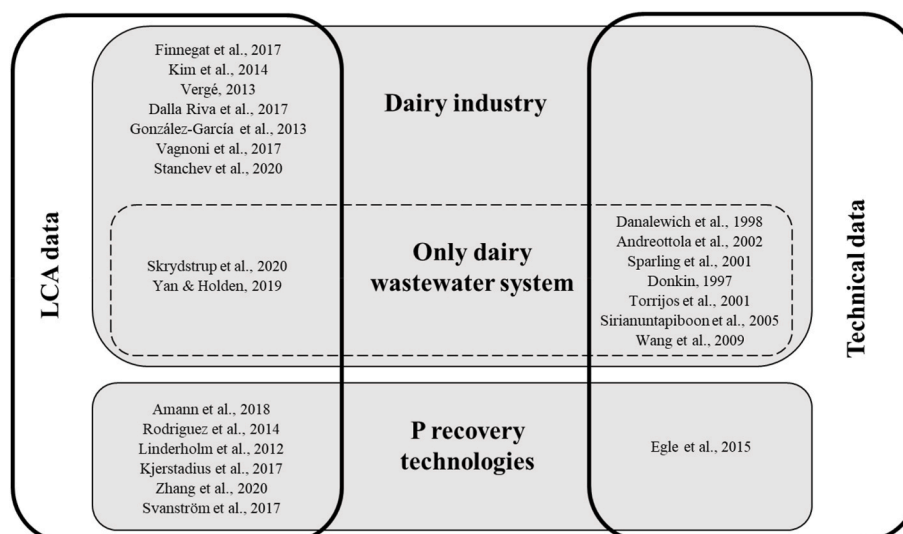 LCA data
Finnegat et al., 2017
Kim et al., 2014
Vergé, 2013
Dalla Riva et al., 2017
González-García et al., 2013
Vagnoni et al., 2017
Stanchev et al., 2020
Dairy industry
Skrydstrup et al., 2020
Yan & Holden, 2019
Only dairy
wastewater system
Danalewich et al., 1998
Andreottola et al., 2002
Sparling et al., 2001
Donkin, 1997
Torrijos et al., 2001
Sirianuntapiboon et al., 2005
Wang et al., 2009
Amann et al., 2018
Rodriguez et al., 2014
Linderholm et al., 2012
Kjerstadius et al., 2017
Zhang et al., 2020
Svanström et al., 2017
P recovery
technologies
Egle et al., 2015
Technical data